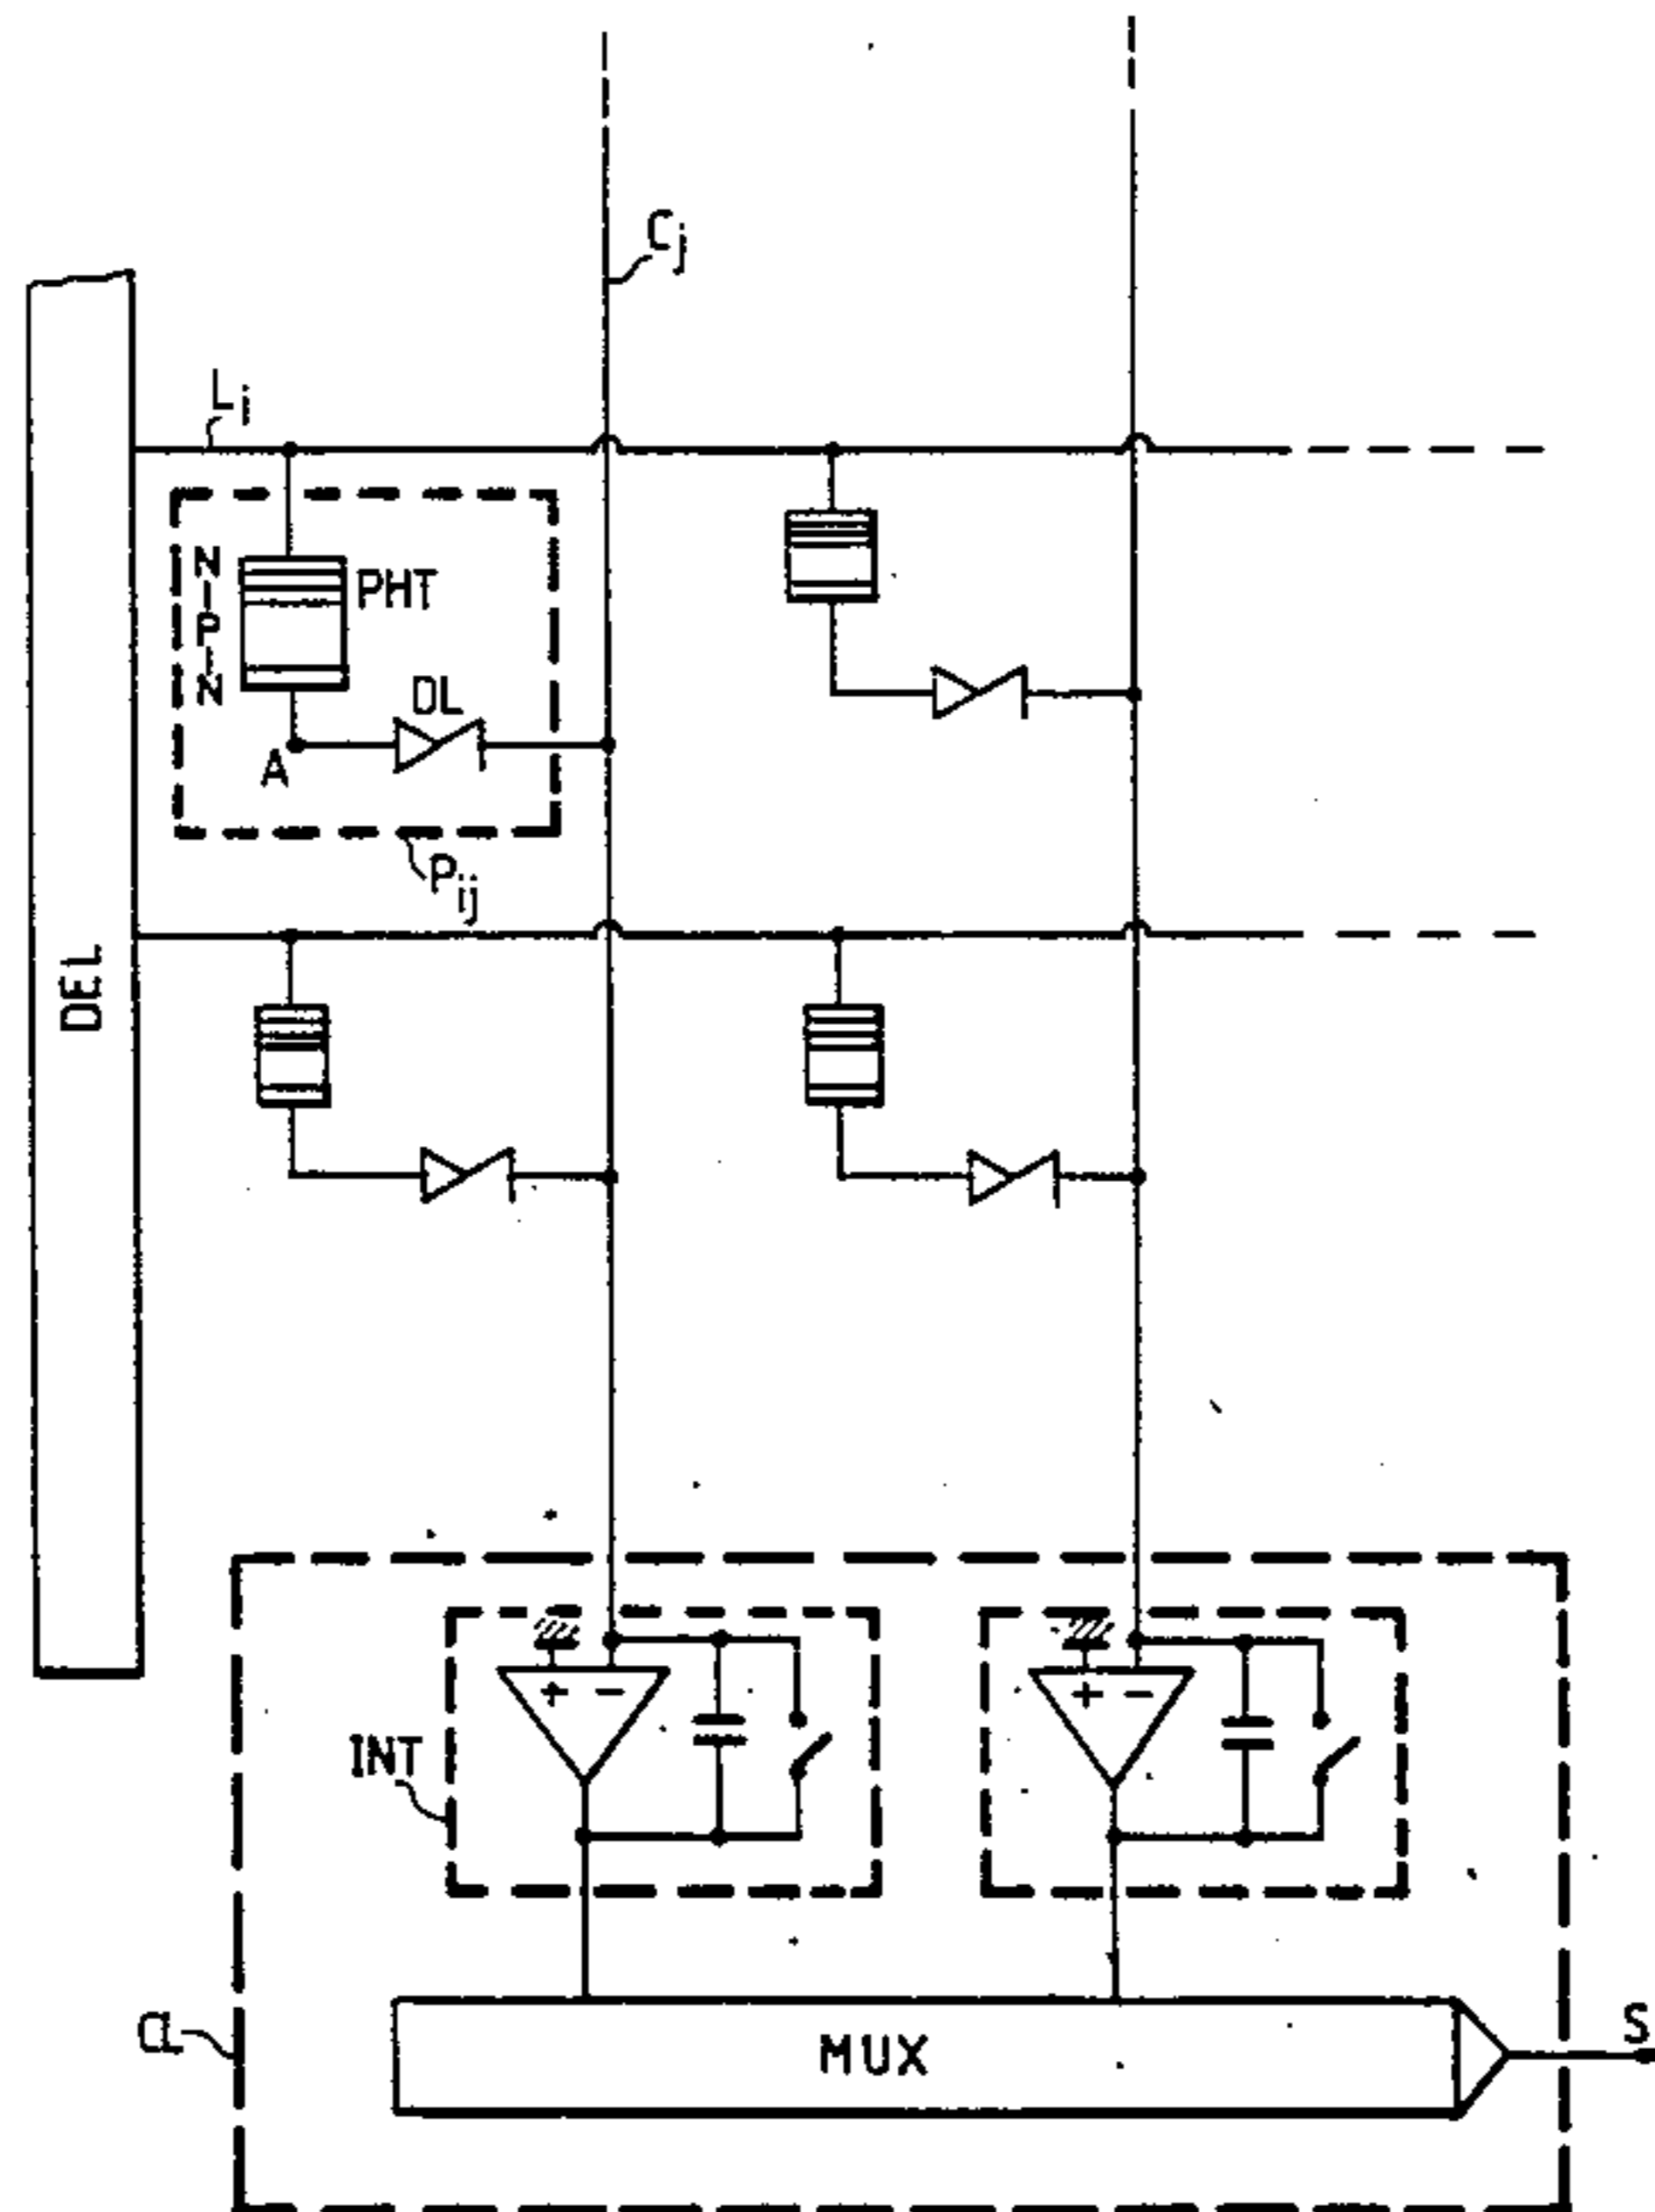 Cj
Li
N
I
P
I
N
PHT
DL
A
Pij
DEL
+ −
+ −
INT
CL
MUX
S